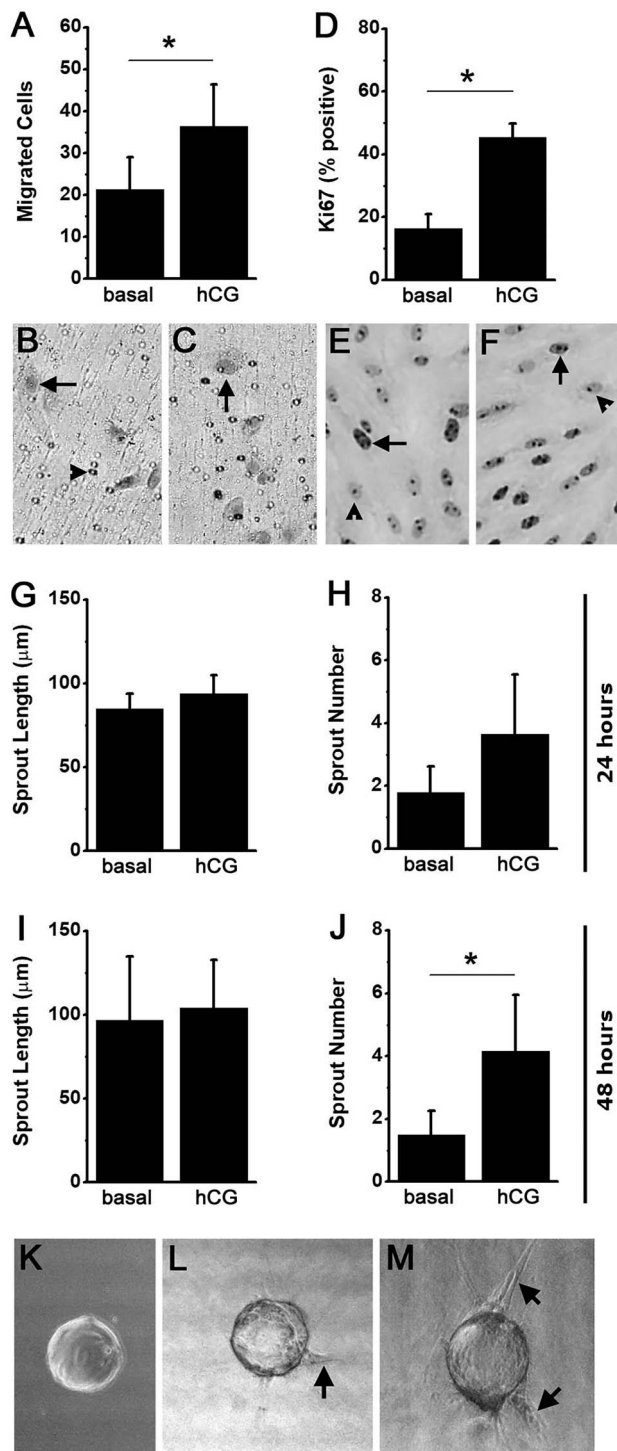 A
Migrated Cells
60
50
40
30
20
10
0
*
basal hCG
D
Ki67 (% positive)
80
60
40
20
0
*
basal hCG
B
C
E
F
G
Sprout Length (μm)
150
100
50
0
basal hCG
H
Sprout Number
8
6
4
2
0
basal hCG
24 hours
I
Sprout Length (μm)
150
100
50
0
basal hCG
J
Sprout Number
8
6
4
2
0
*
basal hCG
48 hours
K
L
M